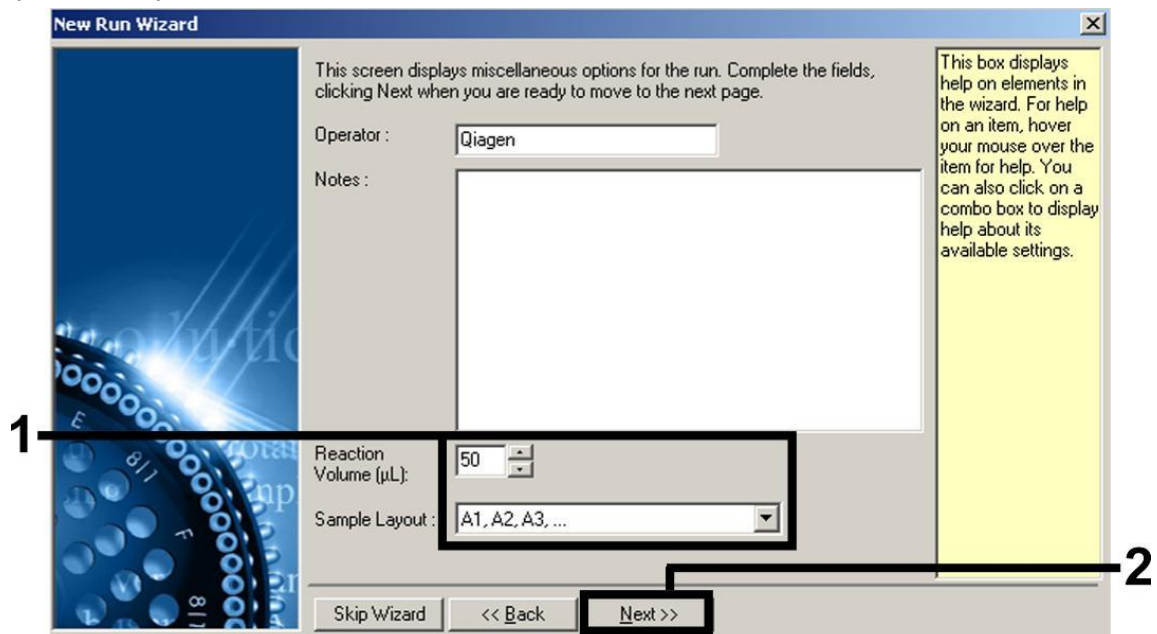 New Run Wizard
This screen displays miscellaneous options for the run. Complete the fields,
clicking Next when you are ready to move to the next page.
Operator :
Qiagen
Notes :
Reaction
Volume (µL):
50
Sample Layout :
A1, A2, A3, ...
Skip Wizard
<< Back
Next >>
This box displays
help on elements in
the wizard. For help
on an item, hover
your mouse over the
item for help. You
can also click on a
combo box to display
help about its
available settings.
1
2
E
8|1
F
8|1